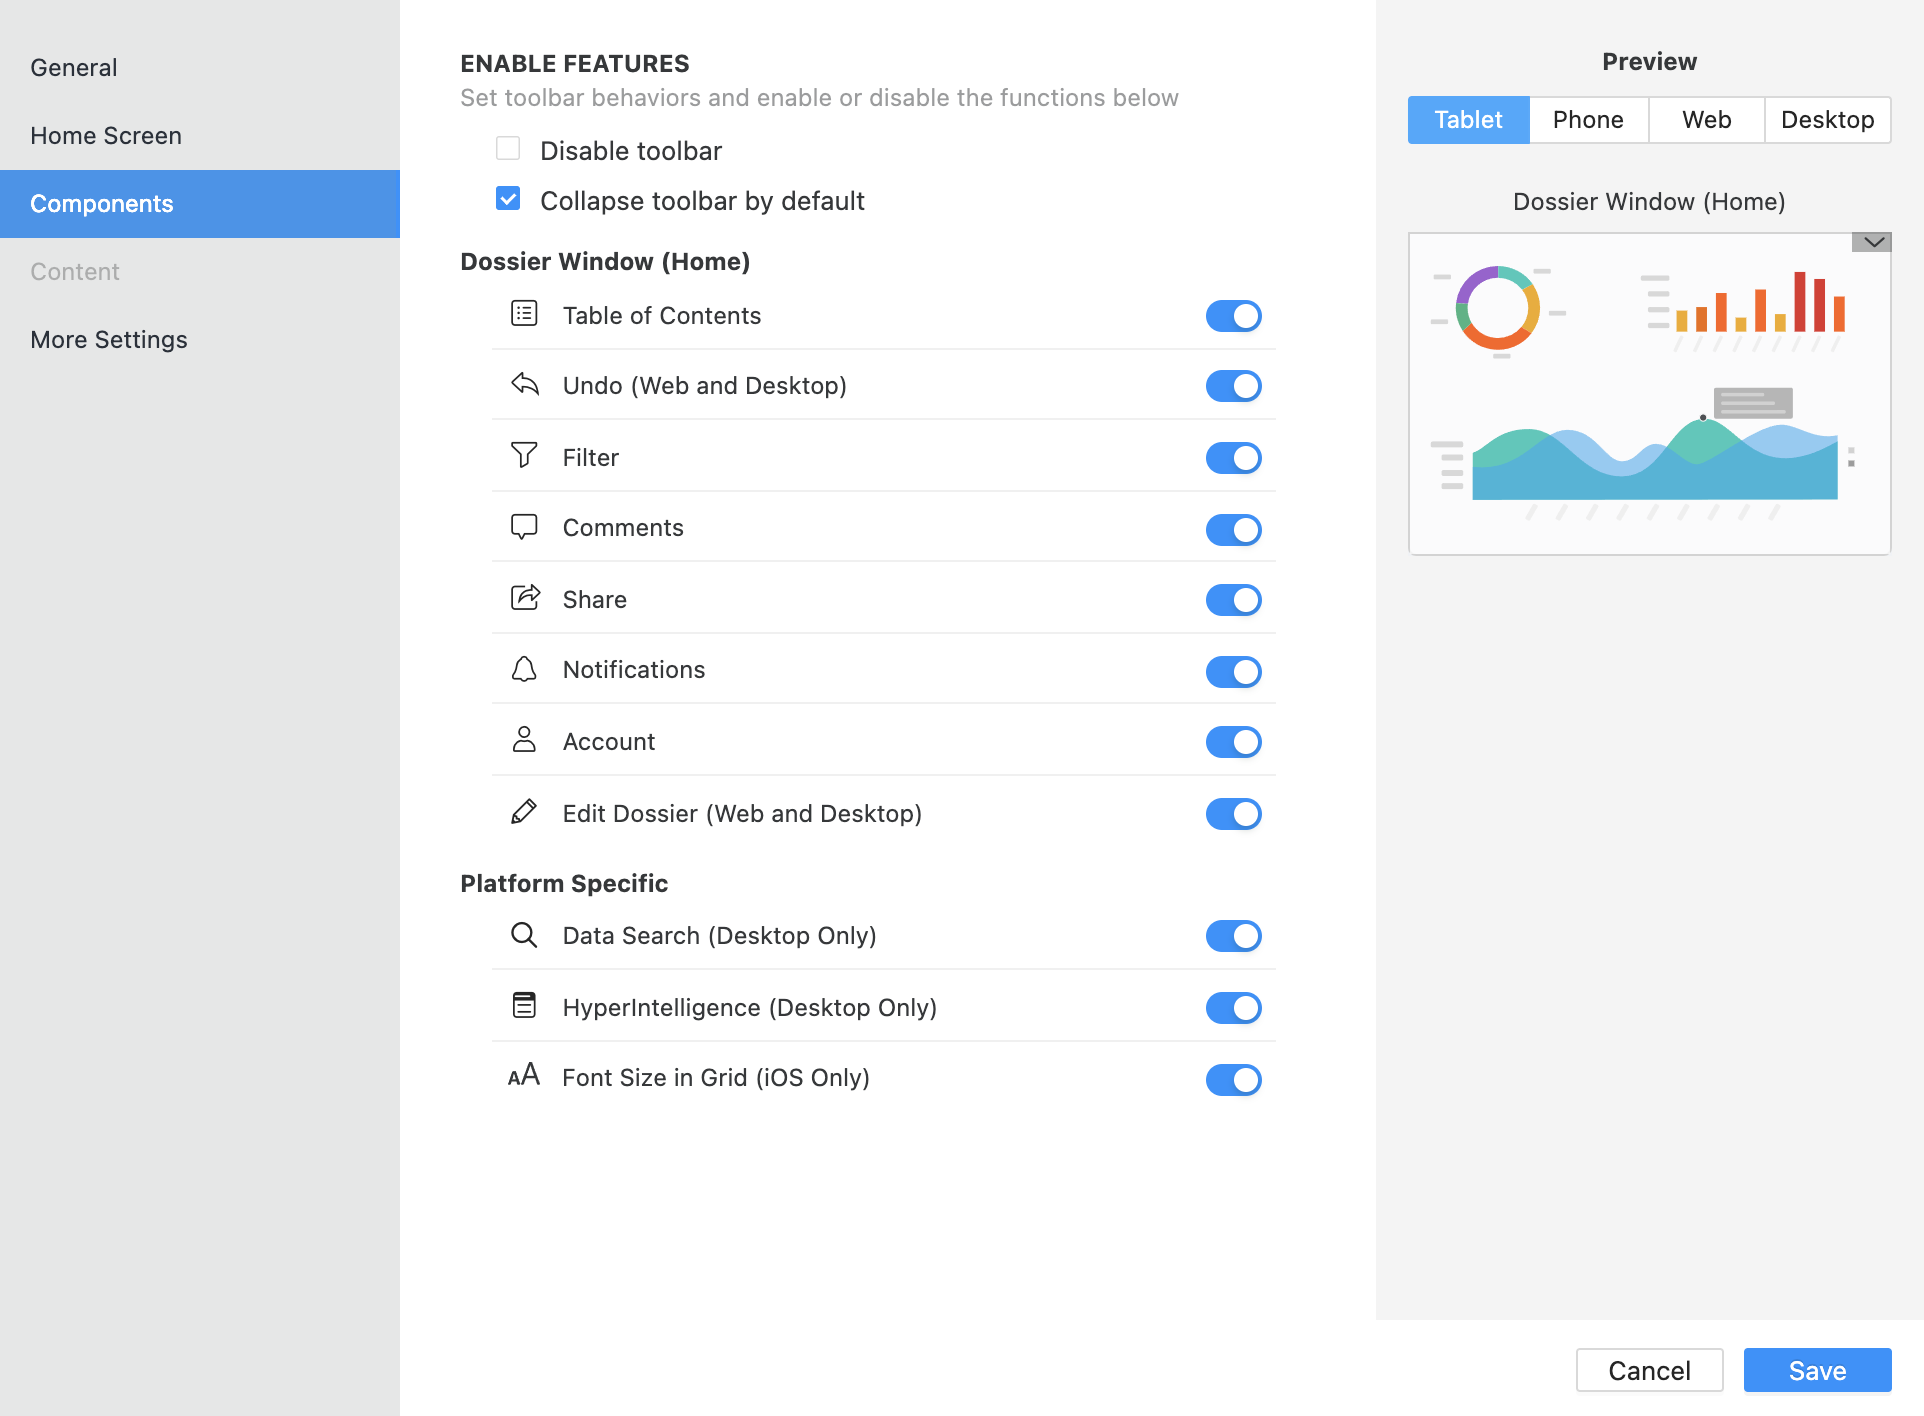 General
Home Screen
Components
Content
More Settings
ENABLE FEATURES
Set toolbar behaviors and enable or disable the functions below
Disable toolbar
Collapse toolbar by default
Dossier Window (Home)
Table of Contents
Undo (Web and Desktop)
Filter
Comments
Share
Notifications
Account
Edit Dossier (Web and Desktop)
Platform Specific
Data Search (Desktop Only)
HyperIntelligence (Desktop Only)
AA Font Size in Grid (iOS Only)
Preview
Tablet Phone Web Desktop
Dossier Window (Home)
Cancel Save